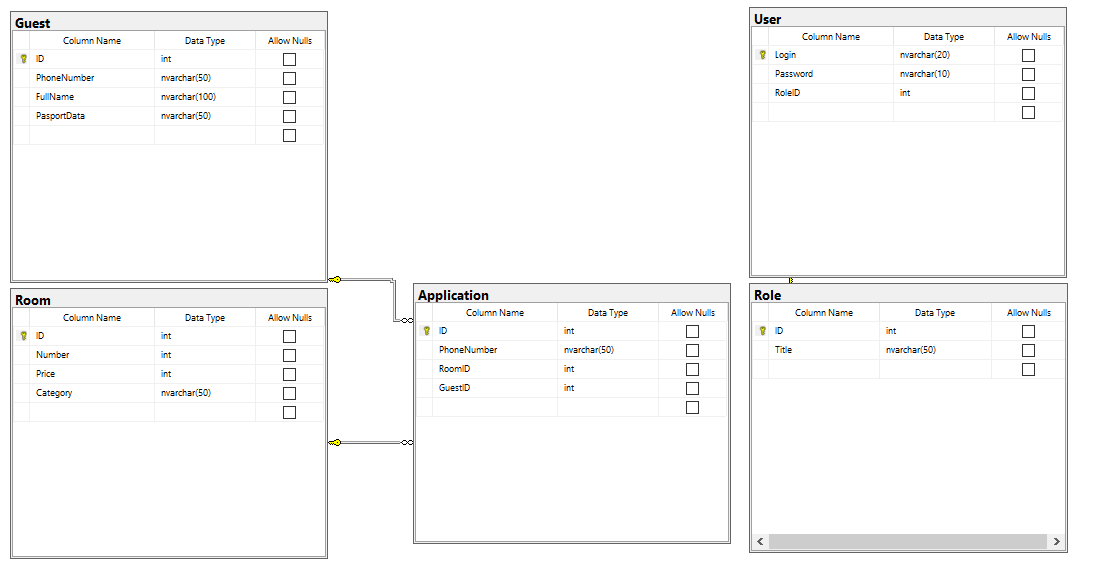 Guest
Column Name Data Type Allow Nulls
ID int
PhoneNumber nvarchar(50)
FullName nvarchar(100)
PasportData nvarchar(50)
User
Column Name Data Type Allow Nulls
Login nvarchar(20)
Password nvarchar(10)
RoleID int
Room
Column Name Data Type Allow Nulls
ID int
Number int
Price int
Category nvarchar(50)
Application
Column Name Data Type Allow Nulls
ID int
PhoneNumber nvarchar(50)
RoomID int
GuestID int
Role
Column Name Data Type Allow Nulls
ID int
Title nvarchar(50)